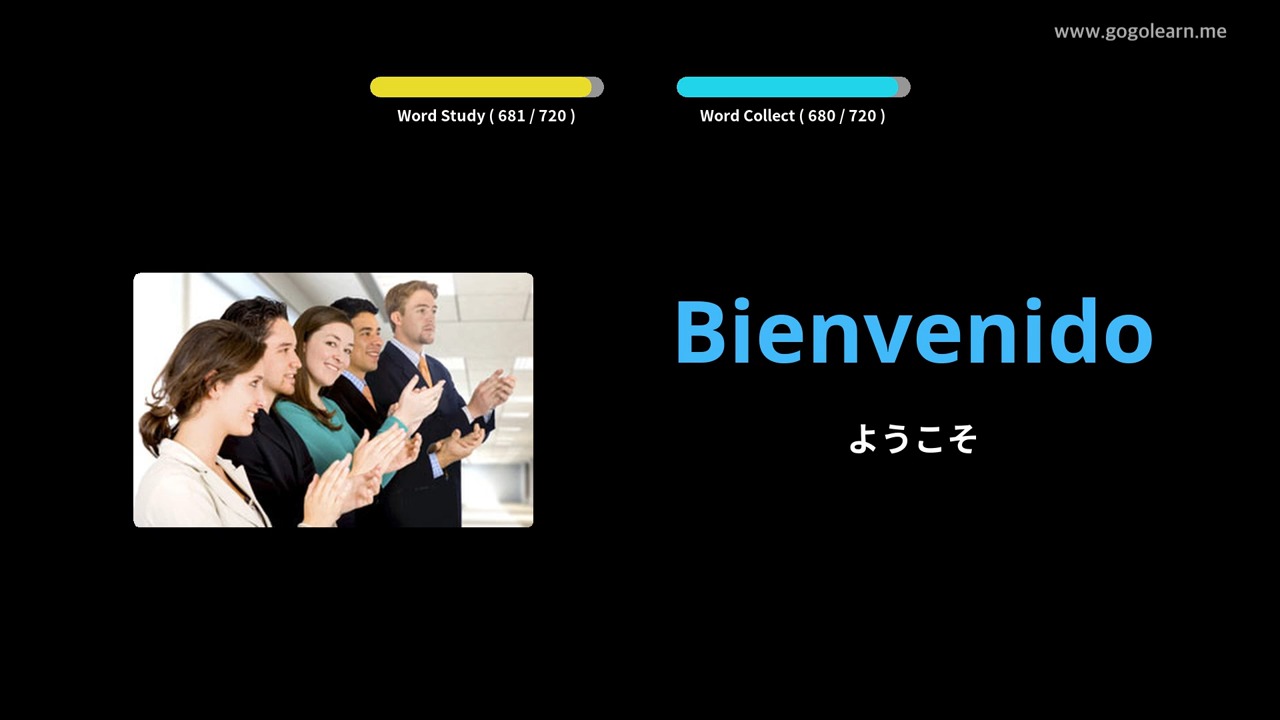 www.gogolearn.me
Word Study ( 681 / 720 )
Word Collect ( 680 / 720 )
Bienvenido
ようこそ